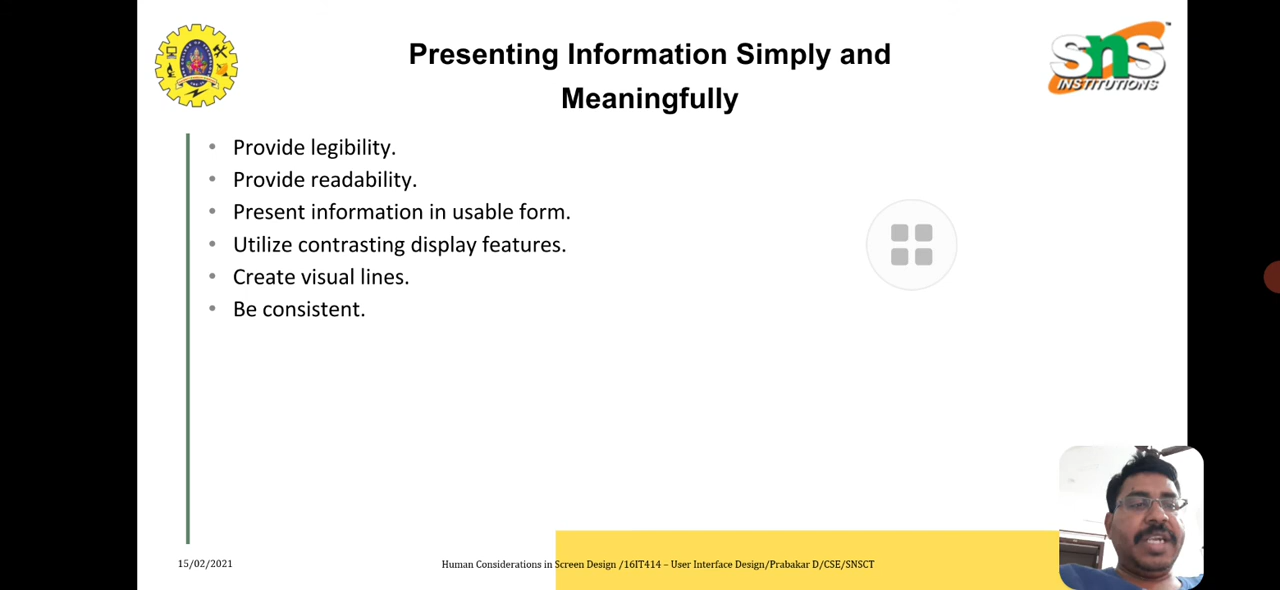 Presenting Information Simply and
Meaningfully
SNS
INSTITUTIONS
• Provide legibility.
• Provide readability.
• Present information in usable form.
• Utilize contrasting display features.
• Create visual lines.
• Be consistent.
15/02/2021
Human Considerations in Screen Design /16IT414 – User Interface Design/Prabakar D/CSE/SNSCT